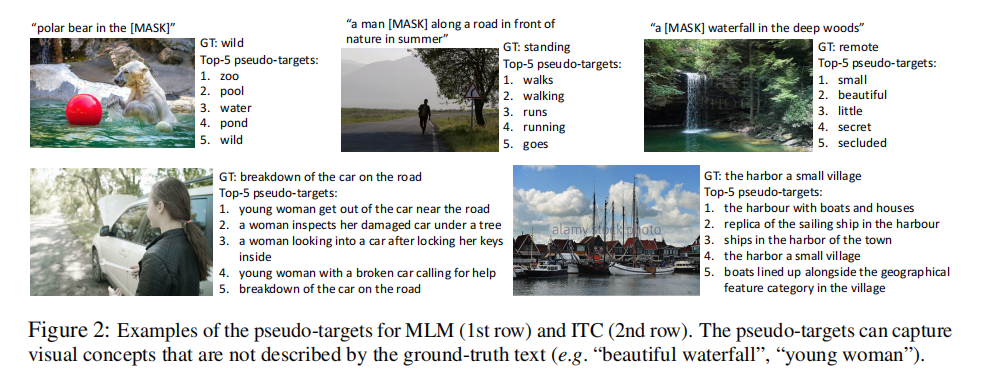 “polar bear in the [MASK]”
GT: wild
Top-5 pseudo-targets:
1. zoo
2. pool
3. water
4. pond
5. wild
“a man [MASK] along a road in front of
nature in summer”
GT: standing
Top-5 pseudo-targets:
1. walks
2. walking
3. runs
4. running
5. goes
“a [MASK] waterfall in the deep woods”
GT: remote
Top-5 pseudo-targets:
1. small
2. beautiful
3. little
4. secret
5. secluded
GT: breakdown of the car on the road
Top-5 pseudo-targets:
1. young woman get out of the car near the road
2. a woman inspects her damaged car under a tree
3. a woman looking into a car after locking her keys
inside
4. young woman with a broken car calling for help
5. breakdown of the car on the road
alamy stock photo
GT: the harbor a small village
Top-5 pseudo-targets:
1. the harbour with boats and houses
2. replica of the sailing ship in the harbour
3. ships in the harbor of the town
4. the harbor a small village
5. boats lined up alongside the geographical
feature category in the village
Figure 2: Examples of the pseudo-targets for MLM (1st row) and ITC (2nd row). The pseudo-targets can capture
visual concepts that are not described by the ground-truth text (e.g. “beautiful waterfall”, “young woman”).